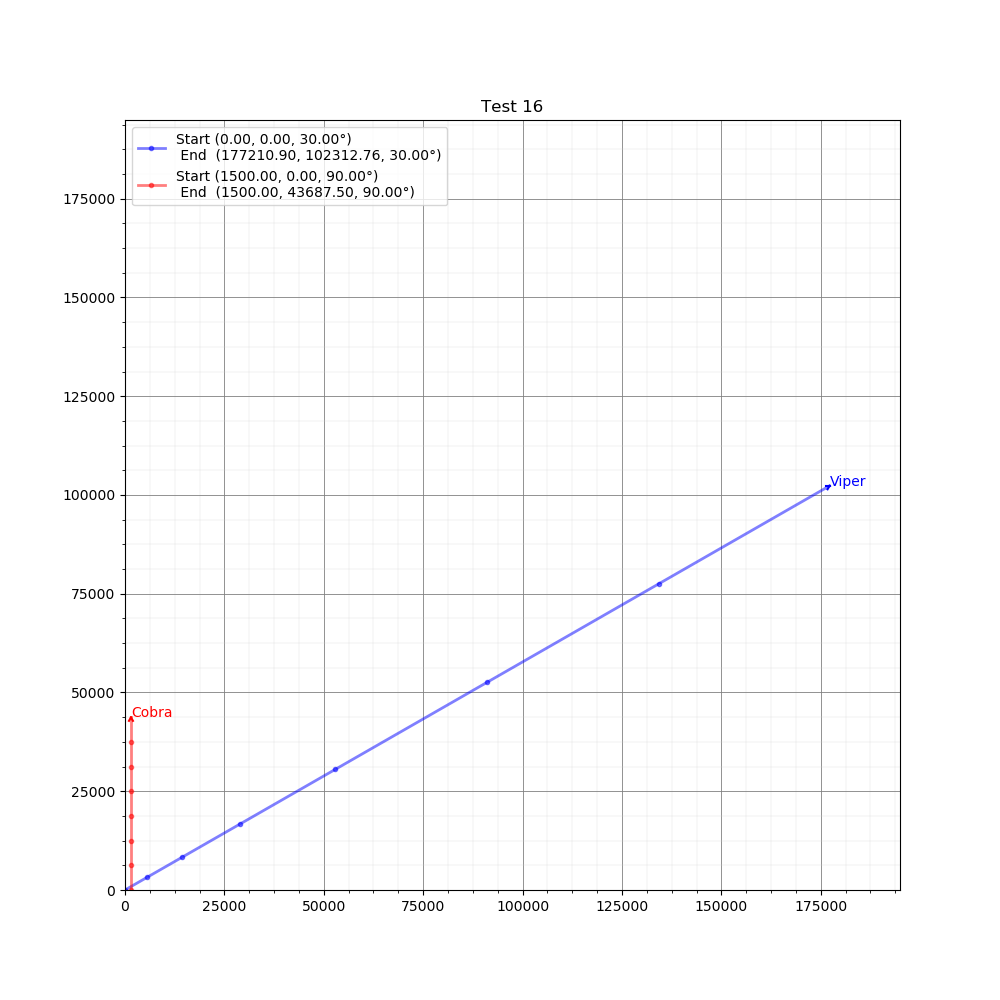 Test 16
Start (0.00, 0.00, 30.00°)
End (177210.90, 102312.76, 30.00°)
Start (1500.00, 0.00, 90.00°)
End (1500.00, 43687.50, 90.00°)
175000
150000
125000
100000
75000
50000
25000
0
Viper
Cobra
0 25000 50000 75000 100000 125000 150000 175000